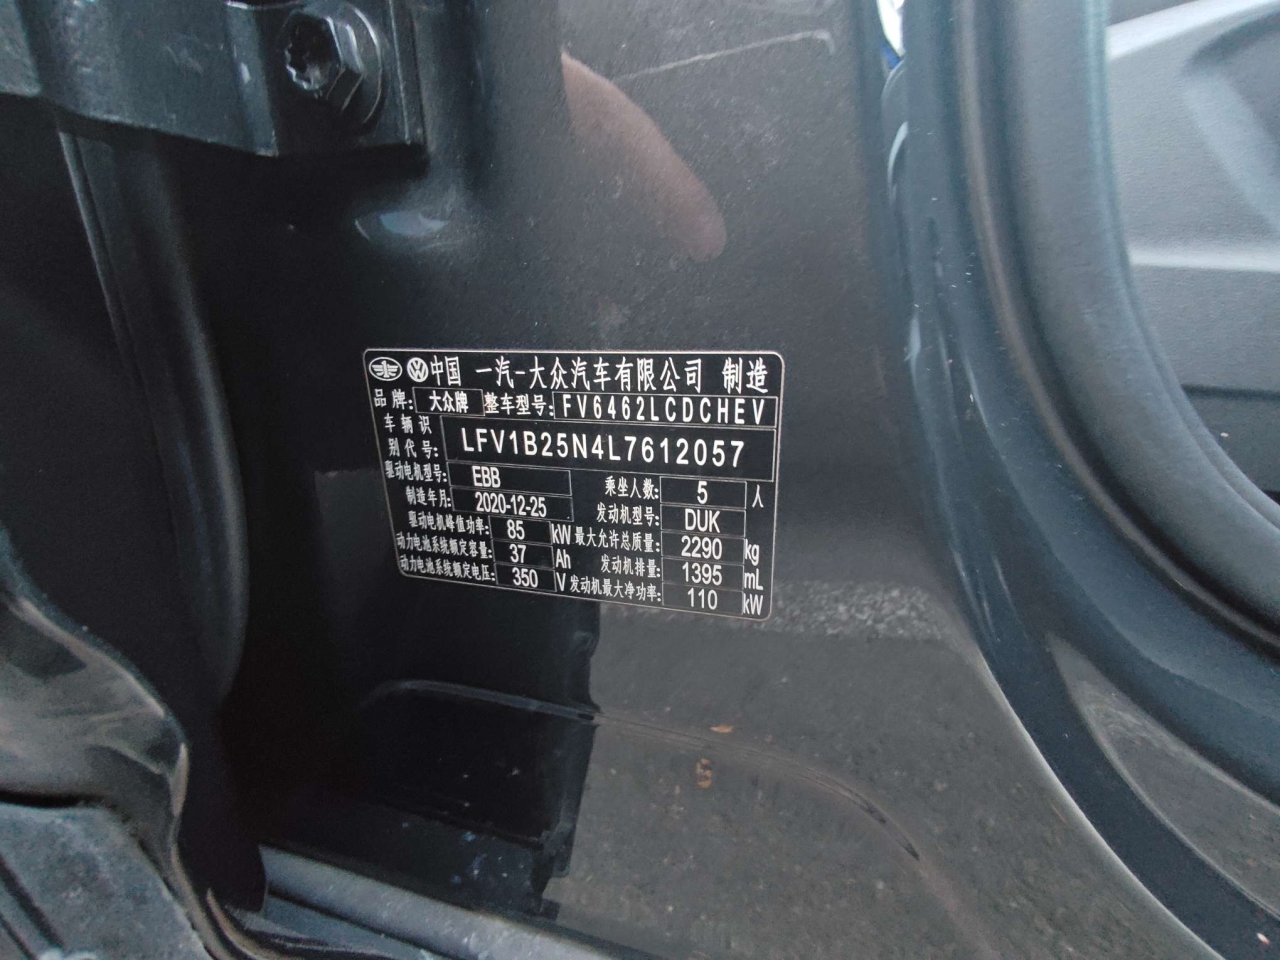 中国 一汽-大众汽车有限公司 制造
品牌: 大众牌 整车型号: FV6462LCDCHEV
车辆识别代号: LFV1B25N4L7612057
驱动电机型号: EBB 乘坐人数: 5 人
制造年月: 2020-12-25 发动机型号: DUK
驱动电机峰值功率: 85 kW 最大允许总质量: 2290 kg
动力电池系统额定容量: 37 Ah 发动机排量: 1395 mL
动力电池系统额定电压: 350 V 发动机最大净功率: 110 kW